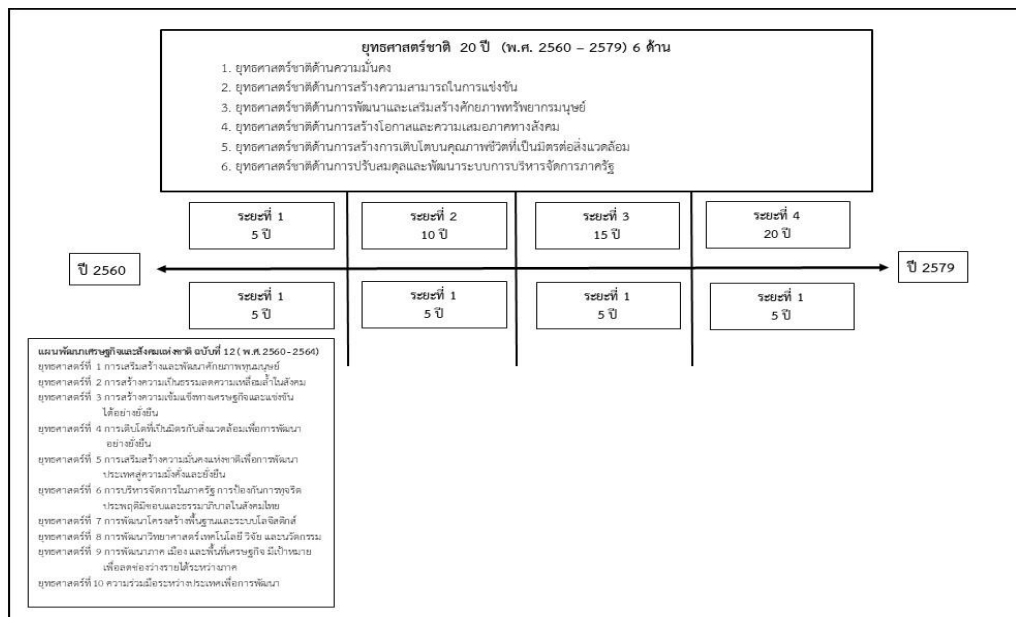 ยุทธศาสตร์ชาติ 20 ปี (พ.ศ. 2560 – 2579) 6 ด้าน
1. ยุทธศาสตร์ชาติด้านความมั่นคง
2. ยุทธศาสตร์ชาติด้านการสร้างความสามารถในการแข่งขัน
3. ยุทธศาสตร์ชาติด้านการพัฒนาและเสริมสร้างศักยภาพทรัพยากรมนุษย์
4. ยุทธศาสตร์ชาติด้านการสร้างโอกาสและความเสมอภาคทางสังคม
5. ยุทธศาสตร์ชาติด้านการสร้างการเติบโตบนคุณภาพชีวิตที่เป็นมิตรต่อสิ่งแวดล้อม
6. ยุทธศาสตร์ชาติด้านการปรับสมดุลและพัฒนาระบบการบริหารจัดการภาครัฐ
ระยะที่ 1
5 ปี
ระยะที่ 2
10 ปี
ระยะที่ 3
15 ปี
ระยะที่ 4
20 ปี
ปี 2560
ปี 2579
ระยะที่ 1
5 ปี
ระยะที่ 1
5 ปี
ระยะที่ 1
5 ปี
ระยะที่ 1
5 ปี
แผนพัฒนาเศรษฐกิจและสังคมแห่งชาติ ฉบับที่ 12 ( พ.ศ. 2560 - 2564)
ยุทธศาสตร์ที่ 1 การเสริมสร้างและพัฒนาศักยภาพทุนมนุษย์
ยุทธศาสตร์ที่ 2 การสร้างความเป็นธรรมลดความเหลื่อมล้ำในสังคม
ยุทธศาสตร์ที่ 3 การสร้างความเข้มแข็งทางเศรษฐกิจและแข่งขัน
ได้อย่างยั่งยืน
ยุทธศาสตร์ที่ 4 การเติบโตที่เป็นมิตรกับสิ่งแวดล้อมเพื่อการพัฒนา
อย่างยั่งยืน
ยุทธศาสตร์ที่ 5 การเสริมสร้างความมั่นคงแห่งชาติเพื่อการพัฒนา
ประเทศสู่ความมั่งคั่งและยั่งยืน
ยุทธศาสตร์ที่ 6 การบริหารจัดการในภาครัฐ การป้องกันการทุจริต
ประพฤติมิชอบและธรรมาภิบาลในสังคมไทย
ยุทธศาสตร์ที่ 7 การพัฒนาโครงสร้างพื้นฐานและระบบโลจิสติกส์
ยุทธศาสตร์ที่ 8 การพัฒนาวิทยาศาสตร์ เทคโนโลยี วิจัย และนวัตกรรม
ยุทธศาสตร์ที่ 9 การพัฒนาภาค เมือง และพื้นที่เศรษฐกิจ มีเป้าหมาย
เพื่อลดช่องว่างรายได้ระหว่างภาค
ยุทธศาสตร์ที่ 10 ความร่วมมือระหว่างประเทศเพื่อการพัฒนา